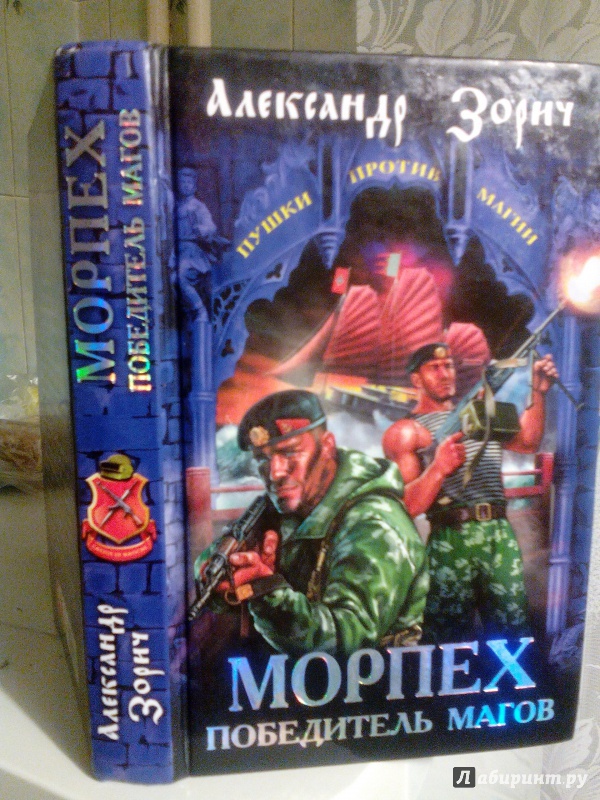 Александр Зорич
ПУШКИ ПРОТИВ МАГИИ
МОРПЕХ
ПОБЕДИТЕЛЬ МАГОВ
МОРПЕХ
ПОБЕДИТЕЛЬ МАГОВ
Александр
Зорич
Лабиринт.ру